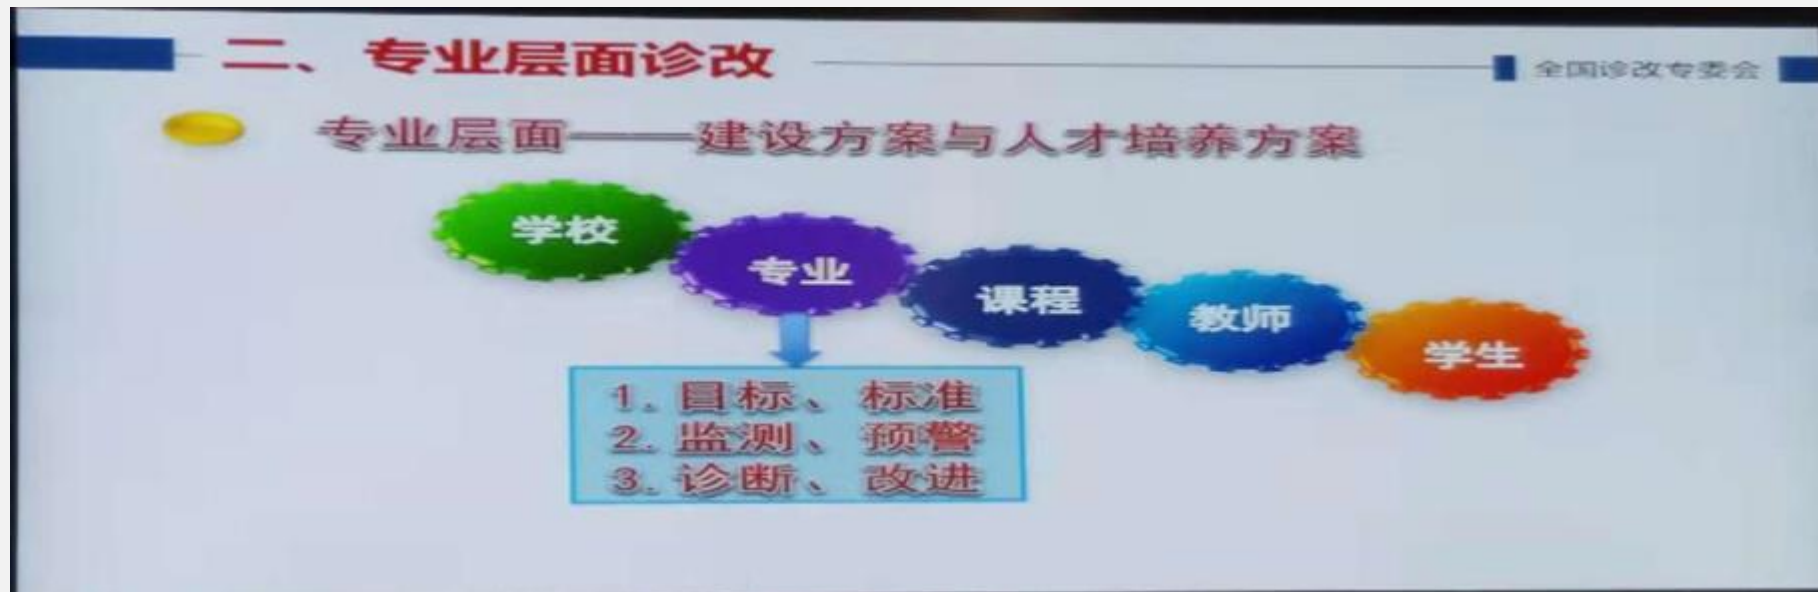 二、专业层面诊改
全国诊改专委会
专业层面——建设方案与人才培养方案
学校
专业
课程
教师
学生
1. 目标、标准
2. 监测、预警
3. 诊断、改进